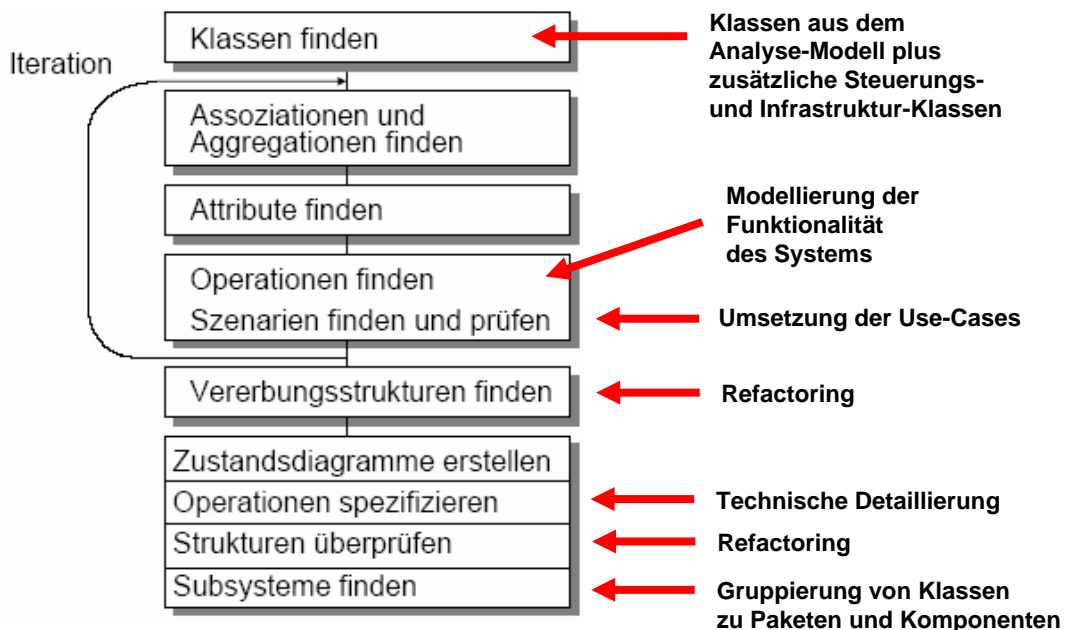 Klassen finden
Klassen aus dem
Analyse-Modell plus
zusätzliche Steuerungs-
und Infrastruktur-Klassen
Iteration
Assoziationen und
Aggregationen finden
Attribute finden
Modellierung der
Funktionalität
des Systems
Operationen finden
Szenarien finden und prüfen
Umsetzung der Use-Cases
Vererbungsstrukturen finden
Refactoring
Zustandsdiagramme erstellen
Operationen spezifizieren
Technische Detaillierung
Strukturen überprüfen
Refactoring
Subsysteme finden
Gruppierung von Klassen
zu Paketen und Komponenten